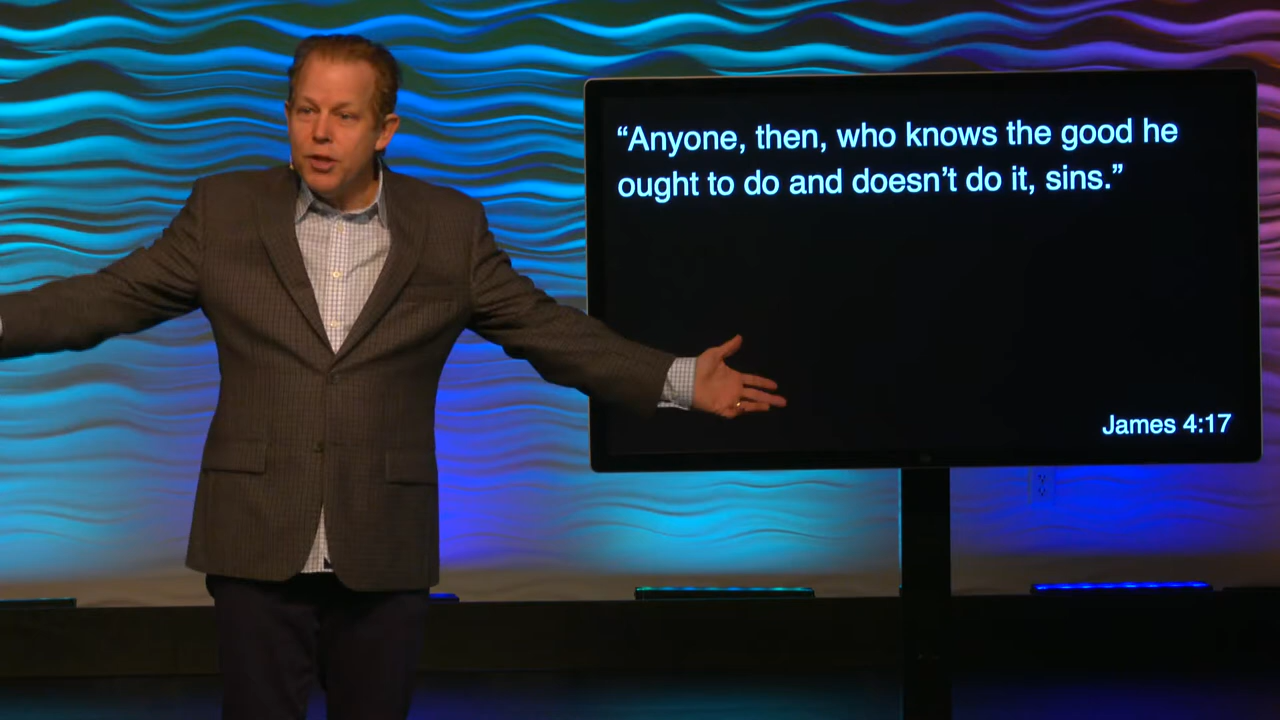 “Anyone, then, who knows the good he
ought to do and doesn’t do it, sins.”
James 4:17